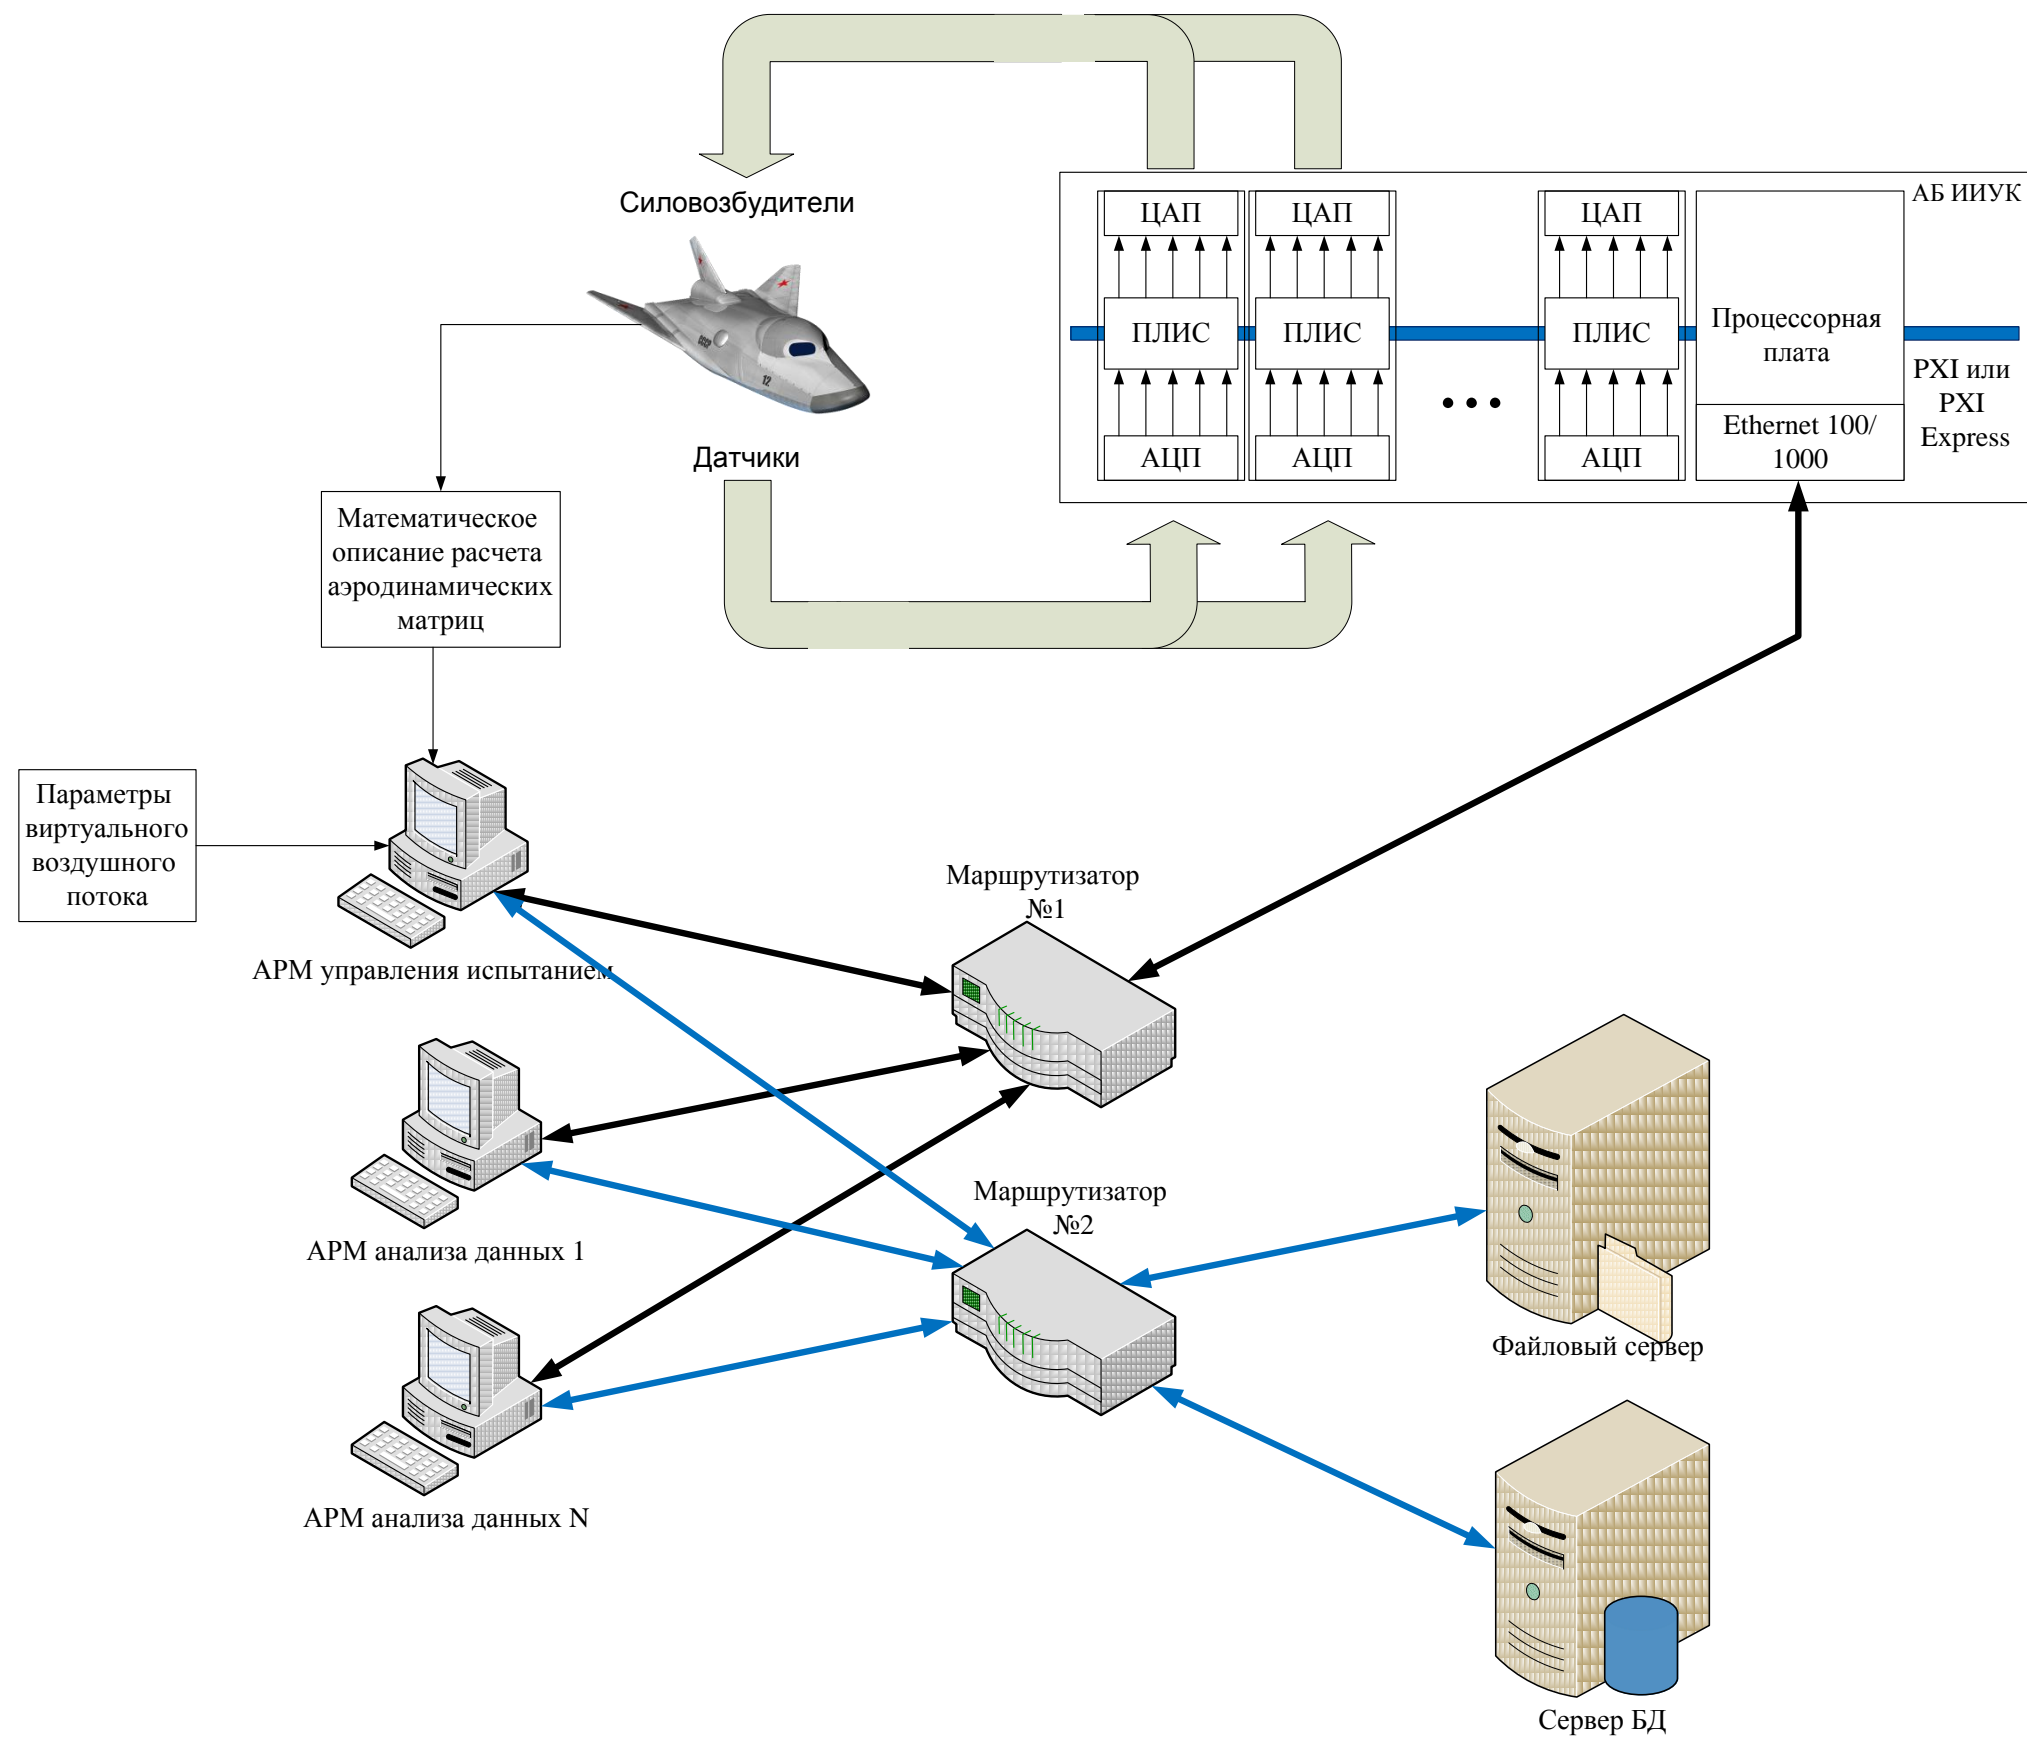 Силовозбудители
АБ ИИУК
ЦАП
ЦАП
ЦАП
ПЛИС
ПЛИС
ПЛИС
Процессорная
плата
PXI или
PXI
Express
• • •
Ethernet 100/
1000
АЦП
АЦП
АЦП
СССР
12
Датчики
Математическое
описание расчета
аэродинамических
матриц
Параметры
виртуального
воздушного
потока
АРМ управления испытанием
Маршрутизатор
№1
АРМ анализа данных 1
Маршрутизатор
№2
АРМ анализа данных N
Файловый сервер
Сервер БД